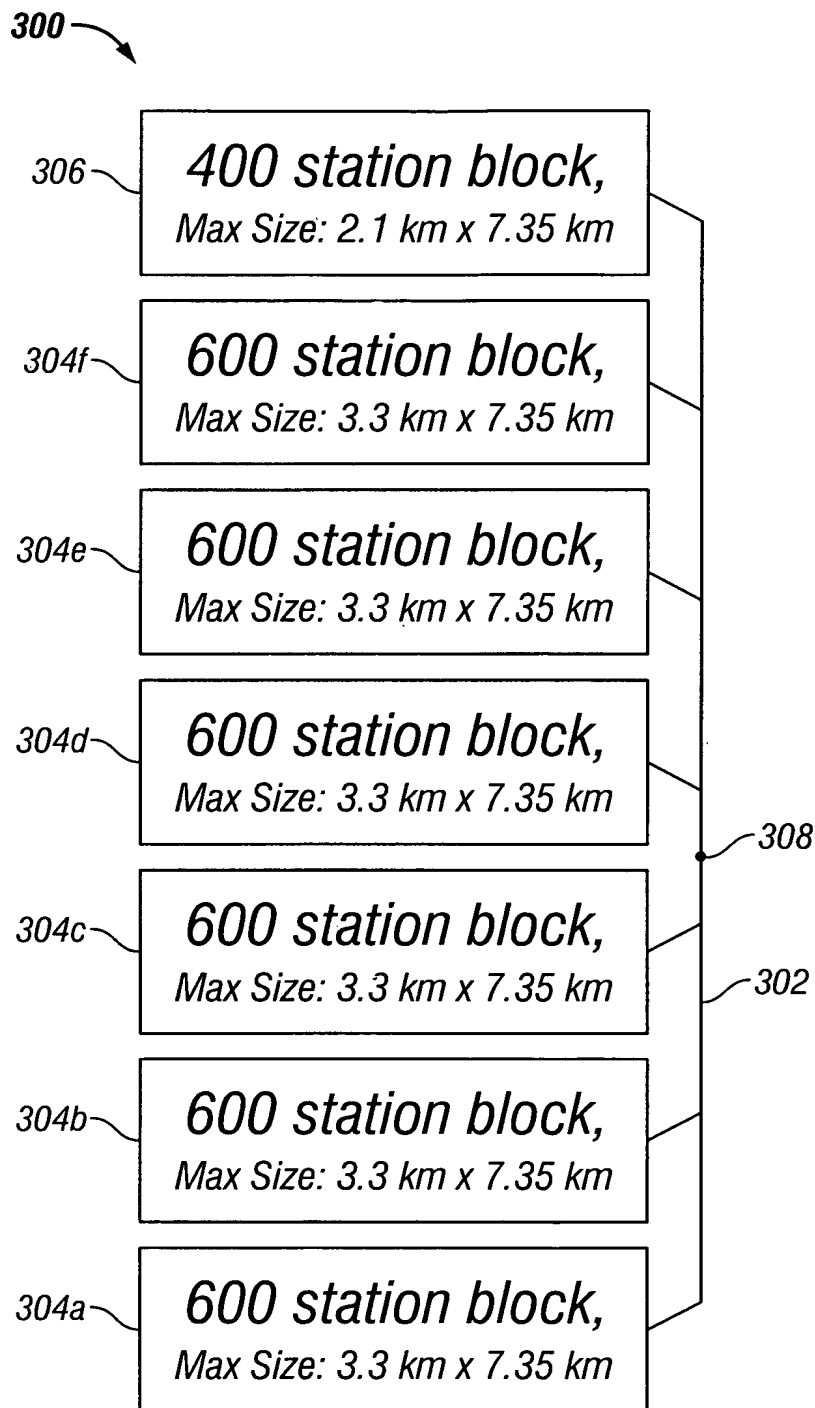 300
306
400 station block,
Max Size: 2.1 km x 7.35 km
304f
600 station block,
Max Size: 3.3 km x 7.35 km
304e
600 station block,
Max Size: 3.3 km x 7.35 km
304d
600 station block,
Max Size: 3.3 km x 7.35 km
308
304c
600 station block,
Max Size: 3.3 km x 7.35 km
302
304b
600 station block,
Max Size: 3.3 km x 7.35 km
304a
600 station block,
Max Size: 3.3 km x 7.35 km